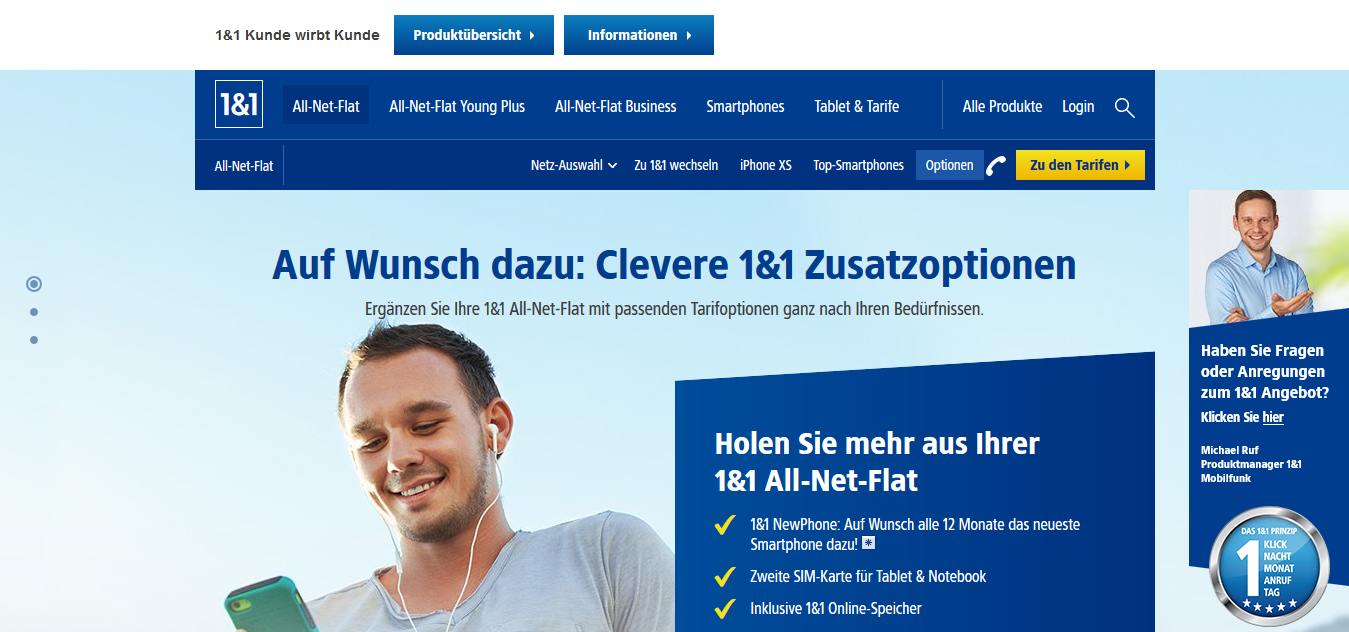 1&1 Kunde wirbt Kunde
Produktübersicht
Informationen
1&1
All-Net-Flat
All-Net-Flat Young Plus
All-Net-Flat Business
Smartphones
Tablet & Tarife
Alle Produkte
Login
All-Net-Flat
Netz-Auswahl
Zu 1&1 wechseln
iPhone XS
Top-Smartphones
Optionen
Zu den Tarifen
Auf Wunsch dazu: Clevere 1&1 Zusatzoptionen
Ergänzen Sie Ihre 1&1 All-Net-Flat mit passenden Tarifoptionen ganz nach Ihren Bedürfnissen.
Holen Sie mehr aus Ihrer
1&1 All-Net-Flat
1&1 NewPhone: Auf Wunsch alle 12 Monate das neueste
Smartphone dazu! *
Zweite SIM-Karte für Tablet & Notebook
Inklusive 1&1 Online-Speicher
Haben Sie Fragen
oder Anregungen
zum 1&1 Angebot?
Klicken Sie hier
Michael Ruf
Produktmanager 1&1
Mobilfunk
DAS 1&1 PRINZIP
1
KLICK
NACHT
MONAT
ANRUF
TAG